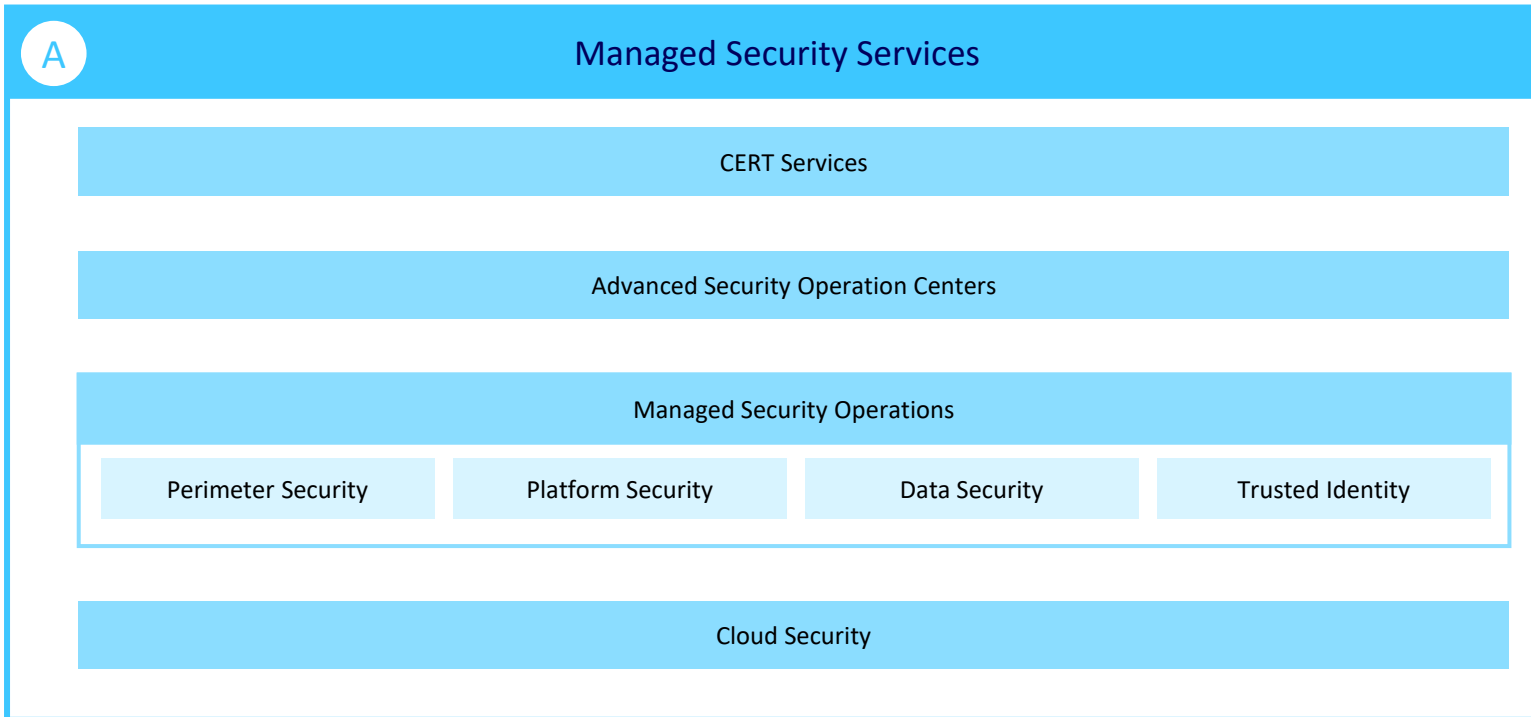 A
Managed Security Services
CERT Services
Advanced Security Operation Centers
Managed Security Operations
Perimeter Security
Platform Security
Data Security
Trusted Identity
Cloud Security